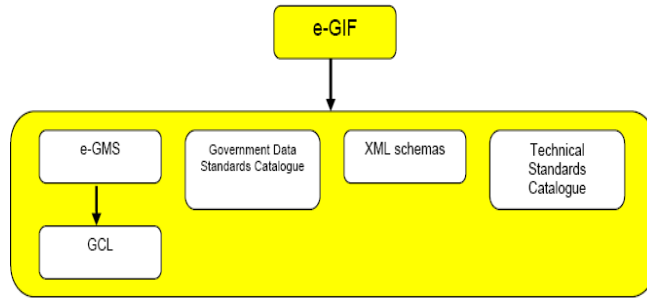 e-GIF
e-GMS
Government Data
Standards Catalogue
XML schemas
Technical
Standards
Catalogue
GCL